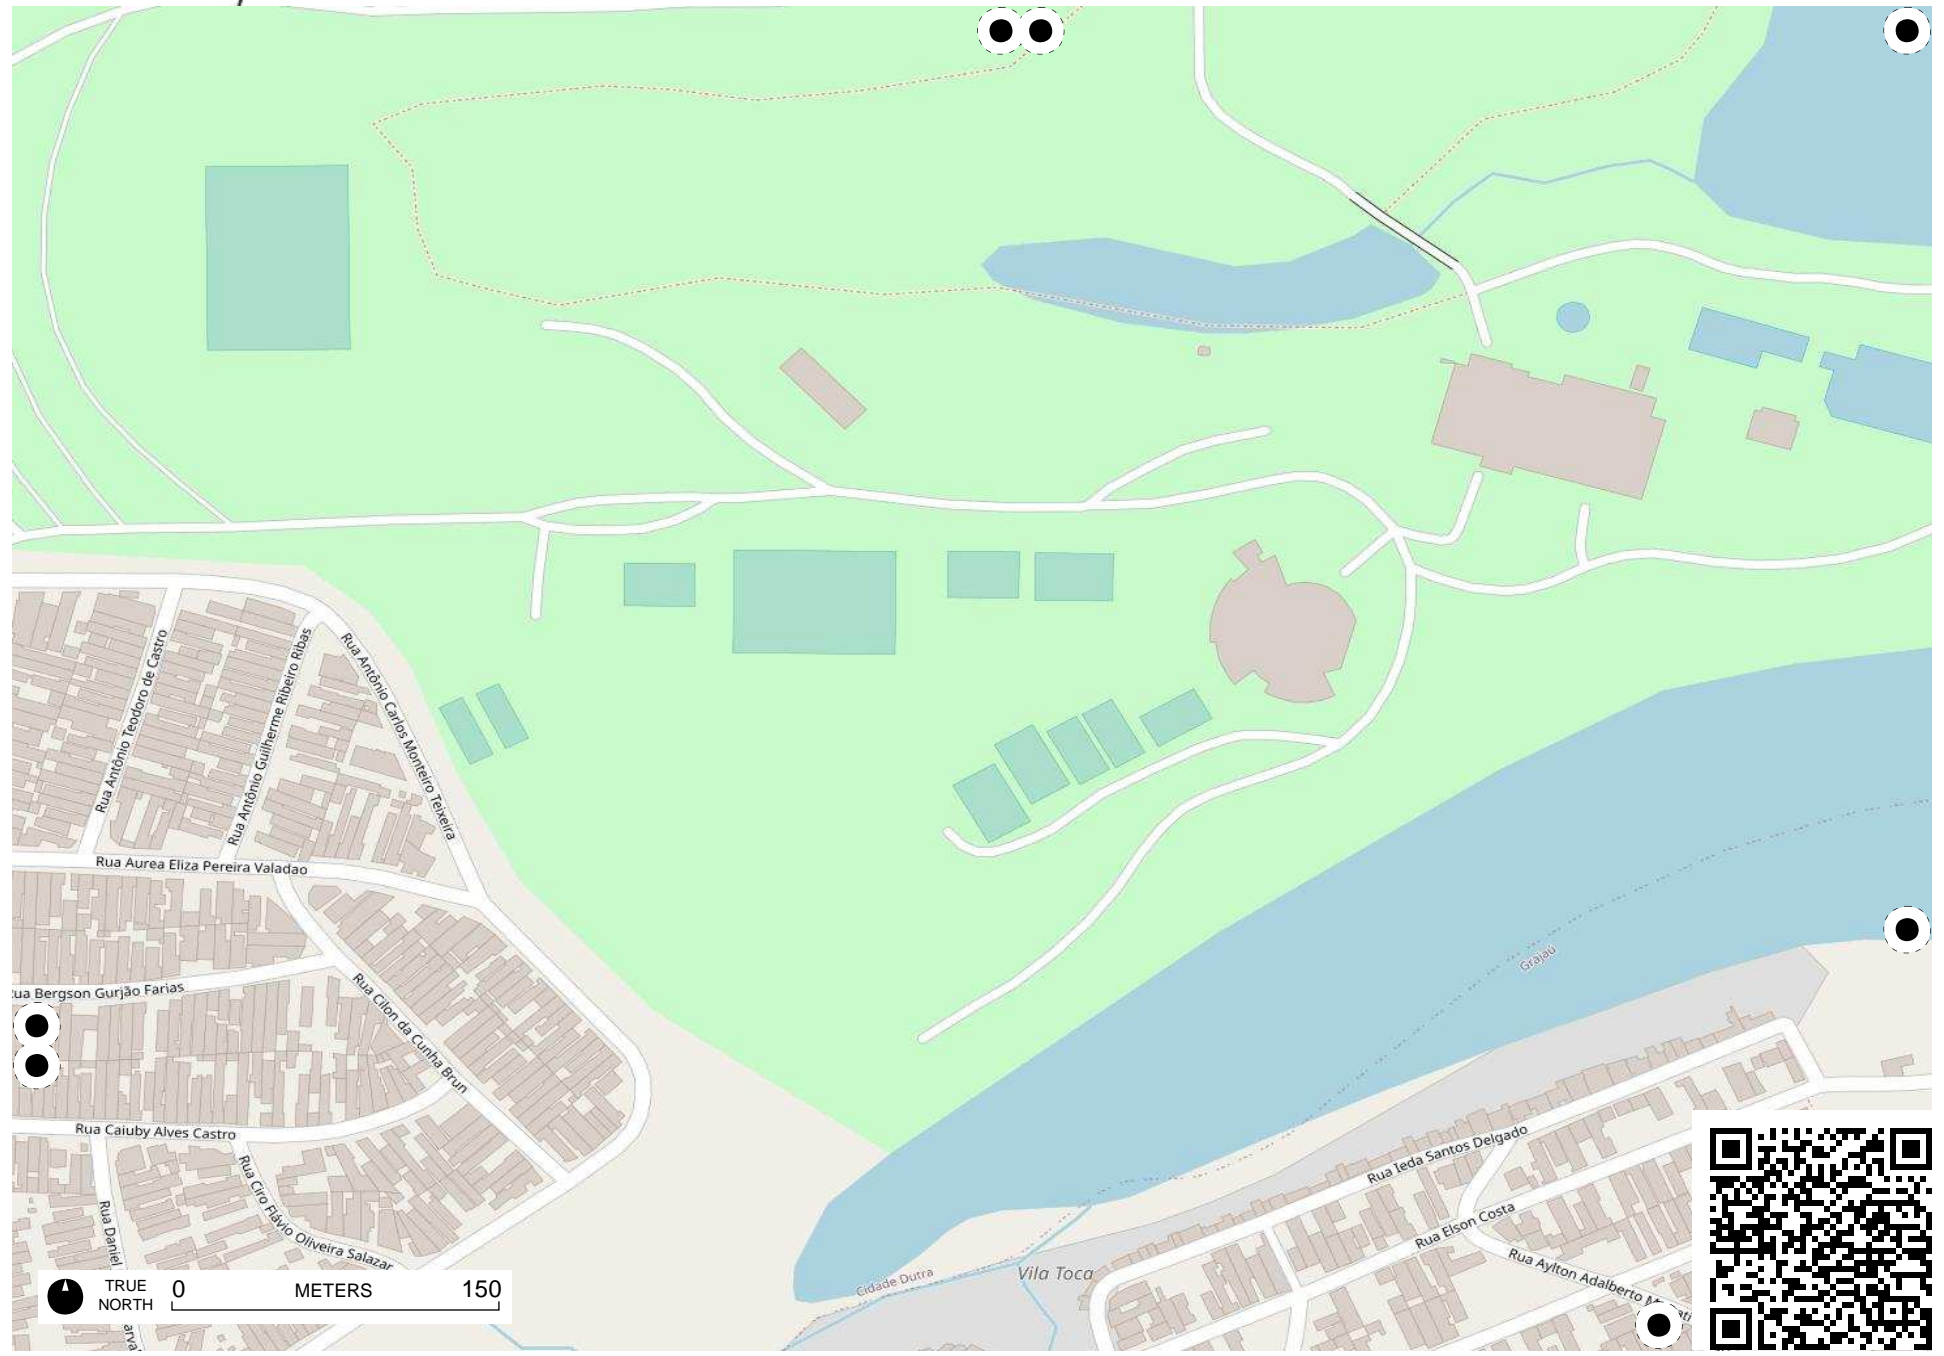 Rua Antônio Teodoro de Castro
Rua Antônio Guilherme Ribeiro Ribas
Rua Antônio Carlos Monteiro Teixeira
Rua Aurea Eliza Pereira Valadao
Grajaú
ua Bergson Gurjão Farias
Rua Cilon da Cunha Brun
Rua Caiuby Alves Castro
Rua Ieda Santos Delgado
Rua Ciro Flávio Oliveira Salazar
Rua Daniel
Rua Elson Costa
Rua Aylton Adalberto
Vila Toca
Cidade Dutra
TRUE
NORTH
0 METERS 150